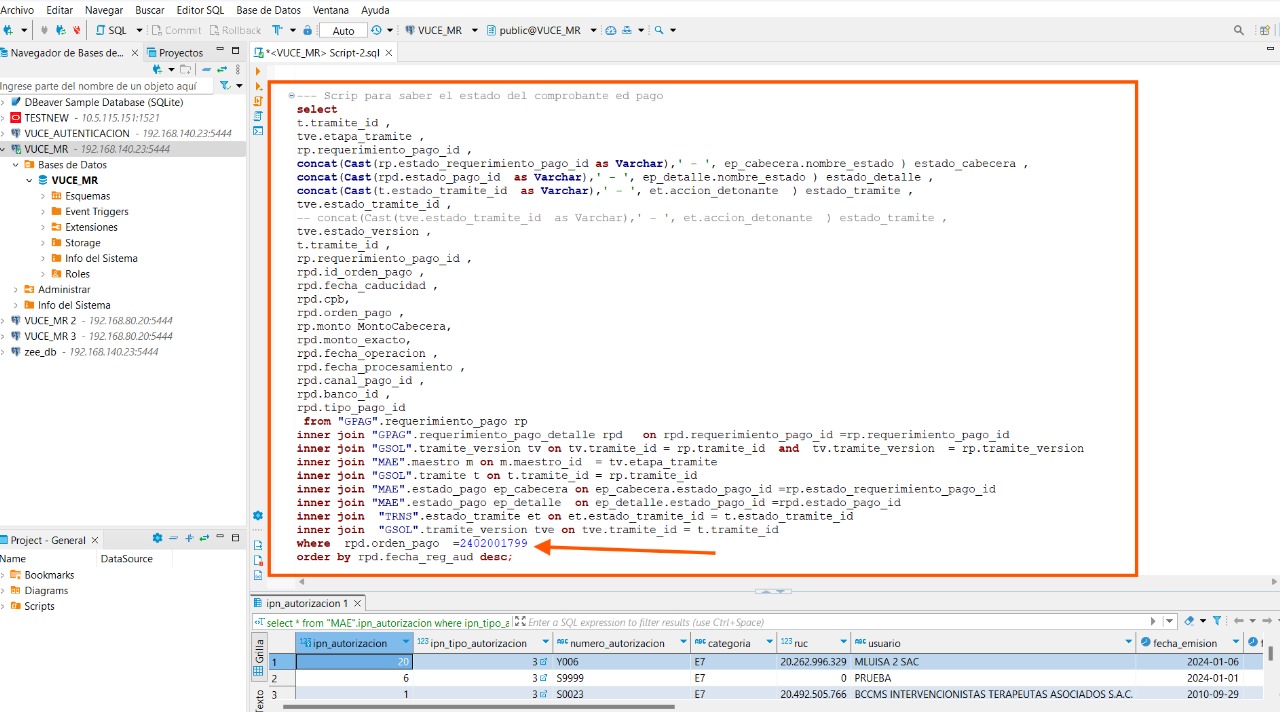 Archivo Editar Navegar Buscar Editor SQL Base de Datos Ventana Ayuda
SQL Commit Rollback T Auto VUCE_MR public@VUCE_MR
Navegador de Bases de... Proyectos *<VUCE_MR> Script-2.sql
Ingrese parte del nombre de un objeto aquí
DBeaver Sample Database (SQLite)
TESTNEW - 10.5.115.151:1521
VUCE_AUTENTICACION - 192.168.140.23:5444
VUCE_MR - 192.168.140.23:5444
Bases de Datos
VUCE_MR
Esquemas
Event Triggers
Extensiones
Storage
Info del Sistema
Roles
Administrar
Info del Sistema
VUCE_MR 2 - 192.168.80.20:5444
VUCE_MR 3 - 192.168.80.20:5444
zee_db - 192.168.140.23:5444
Project - General
Name DataSource
Bookmarks
Diagrams
Scripts
--- Scrip para saber el estado del comprobante ed pago
select
t.tramite_id ,
tve.etapa_tramite ,
rp.requerimiento_pago_id ,
concat(Cast(rp.estado_requerimiento_pago_id as Varchar),' - ', ep_cabecera.nombre_estado ) estado_cabecera ,
concat(Cast(rpd.estado_pago_id as Varchar),' - ', ep_detalle.nombre_estado ) estado_detalle ,
concat(Cast(t.estado_tramite_id as Varchar),' - ', et.accion_detonante ) estado_tramite ,
tve.estado_tramite_id ,
-- concat(Cast(tve.estado_tramite_id as Varchar),' - ', et.accion_detonante ) estado_tramite ,
tve.estado_version ,
t.tramite_id ,
rp.requerimiento_pago_id ,
rpd.id_orden_pago ,
rpd.fecha_caducidad ,
rpd.cpb,
rpd.orden_pago ,
rp.monto MontoCabecera,
rpd.monto_exacto,
rpd.fecha_operacion ,
rpd.fecha_procesamiento ,
rpd.canal_pago_id ,
rpd.banco_id ,
rpd.tipo_pago_id
from "GPAG".requerimiento_pago rp
inner join "GPAG".requerimiento_pago_detalle rpd on rpd.requerimiento_pago_id =rp.requerimiento_pago_id
inner join "GSOL".tramite_version tv on tv.tramite_id = rp.tramite_id and tv.tramite_version = rp.tramite_version
inner join "MAE".maestro m on m.maestro_id = tv.etapa_tramite
inner join "GSOL".tramite t on t.tramite_id = rp.tramite_id
inner join "MAE".estado_pago ep_cabecera on ep_cabecera.estado_pago_id =rp.estado_requerimiento_pago_id
inner join "MAE".estado_pago ep_detalle on ep_detalle.estado_pago_id =rpd.estado_pago_id
inner join "TRNS".estado_tramite et on et.estado_tramite_id = t.estado_tramite_id
inner join "GSOL".tramite_version tve on tve.tramite_id = t.tramite_id
where rpd.orden_pago =2402001799
order by rpd.fecha_reg_aud desc;
ipn_autorizacion 1
select * from "MAE".ipn_autorizacion where ipn_tipo_a Enter a SQL expression to filter results (use Ctrl+Space)
Grilla
Texto
123 ipn_autorizacion 123 ipn_tipo_autorizacion ABC numero_autorizacion ABC categoria 123 ruc ABC usuario fecha_emision f
1 20 3 Y006 E7 20.262.996.329 MLUISA 2 SAC 2024-01-06
2 6 3 S9999 E7 0 PRUEBA 2024-01-01
3 1 3 S0023 E7 20.492.505.766 BCCMS INTERVENCIONISTAS TERAPEUTAS ASOCIADOS S.A.C. 2010-09-29